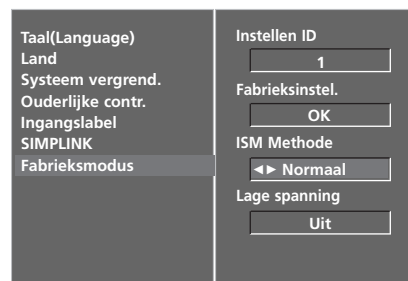 Taal(Language)
Land
Systeem vergrend.
Ouderlijke contr.
Ingangslabel
SIMPLINK
Fabrieksmodus
Instellen ID
1
Fabrieksinstel.
OK
ISM Methode
◄► Normaal
Lage spanning
Uit